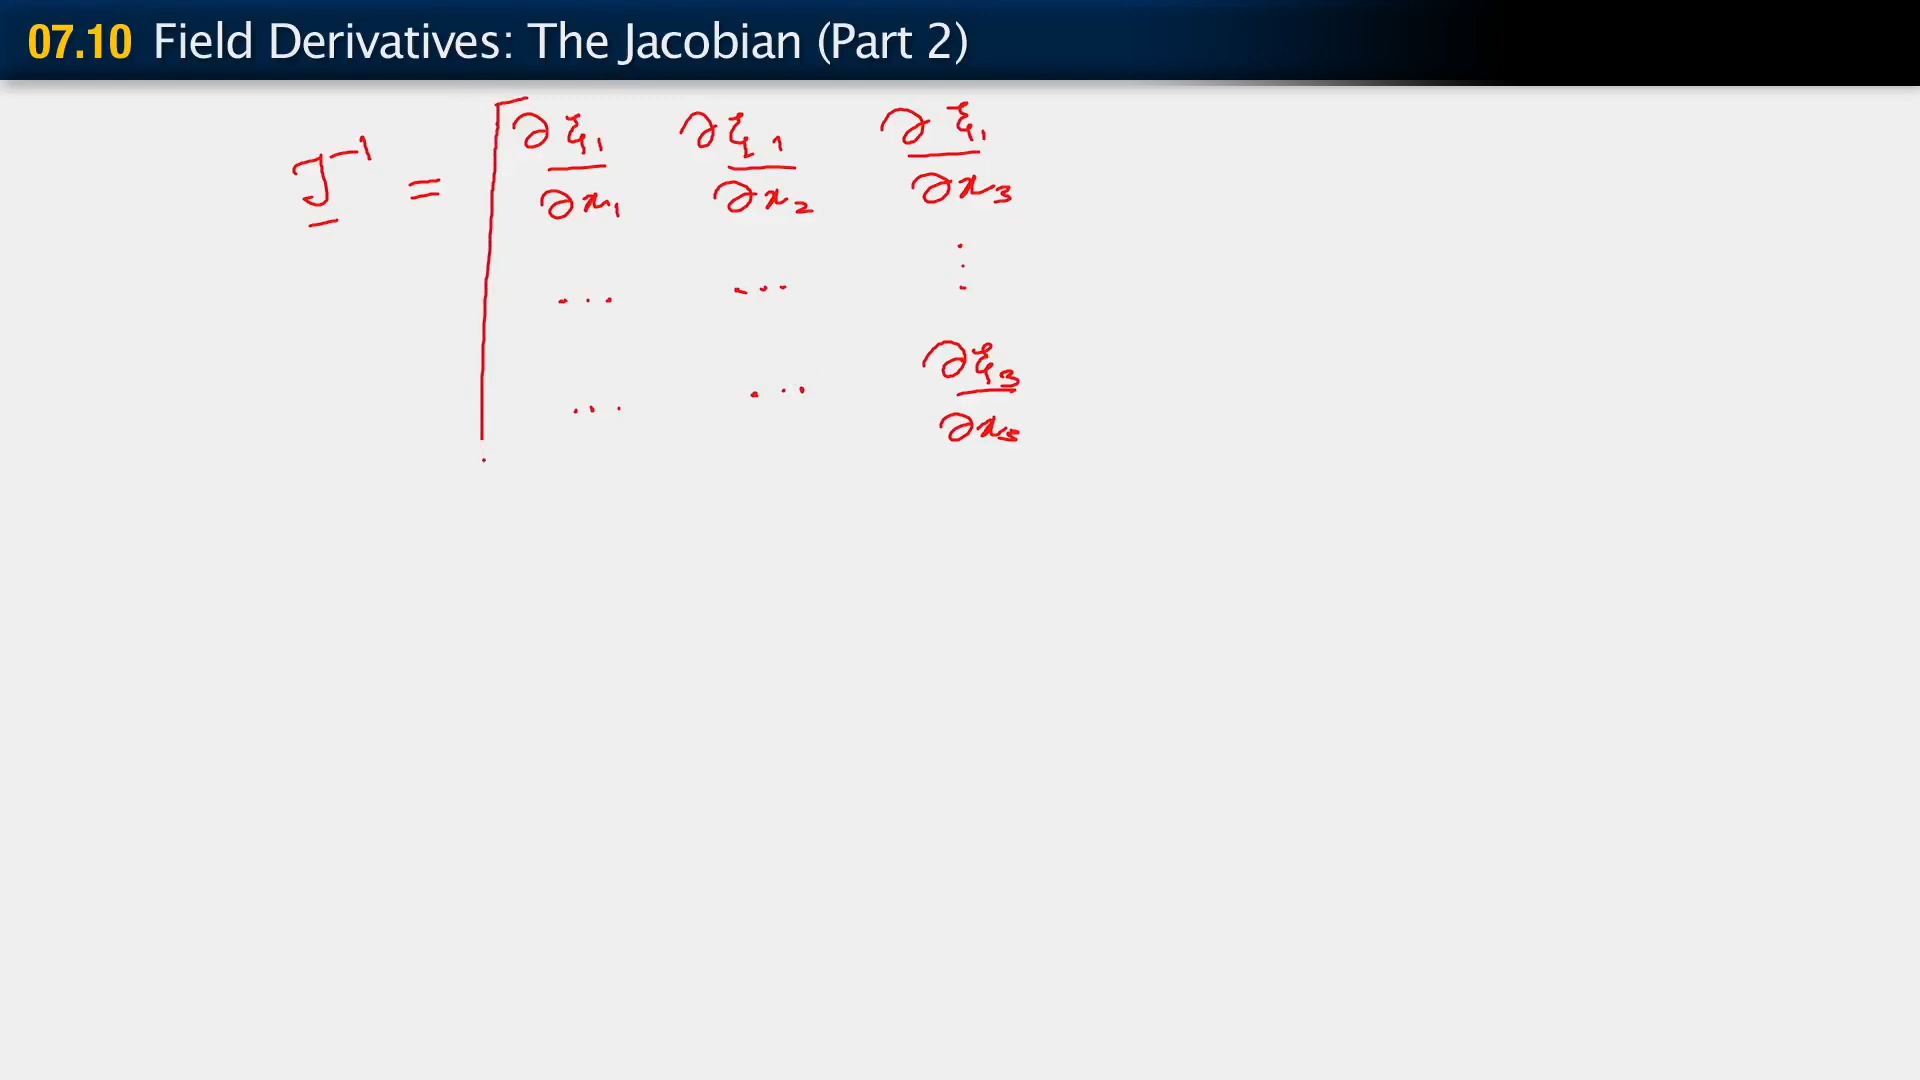 07.10 Field Derivatives: The Jacobian (Part 2)
J⁻¹ = [ ∂ξ₁/∂x₁ ∂ξ₁/∂x₂ ∂ξ₁/∂x₃
... ... ⋮
... ... ∂ξ₃/∂x₃